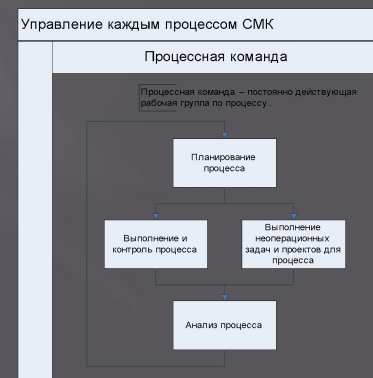 Управление каждым процессом СМК
Процессная команда
Процессная команда – постоянно действующая
рабочая группа по процессу.
Планирование
процесса
Выполнение и
контроль процесса
Выполнение
неоперационных
задач и проектов для
процесса
Анализ процесса